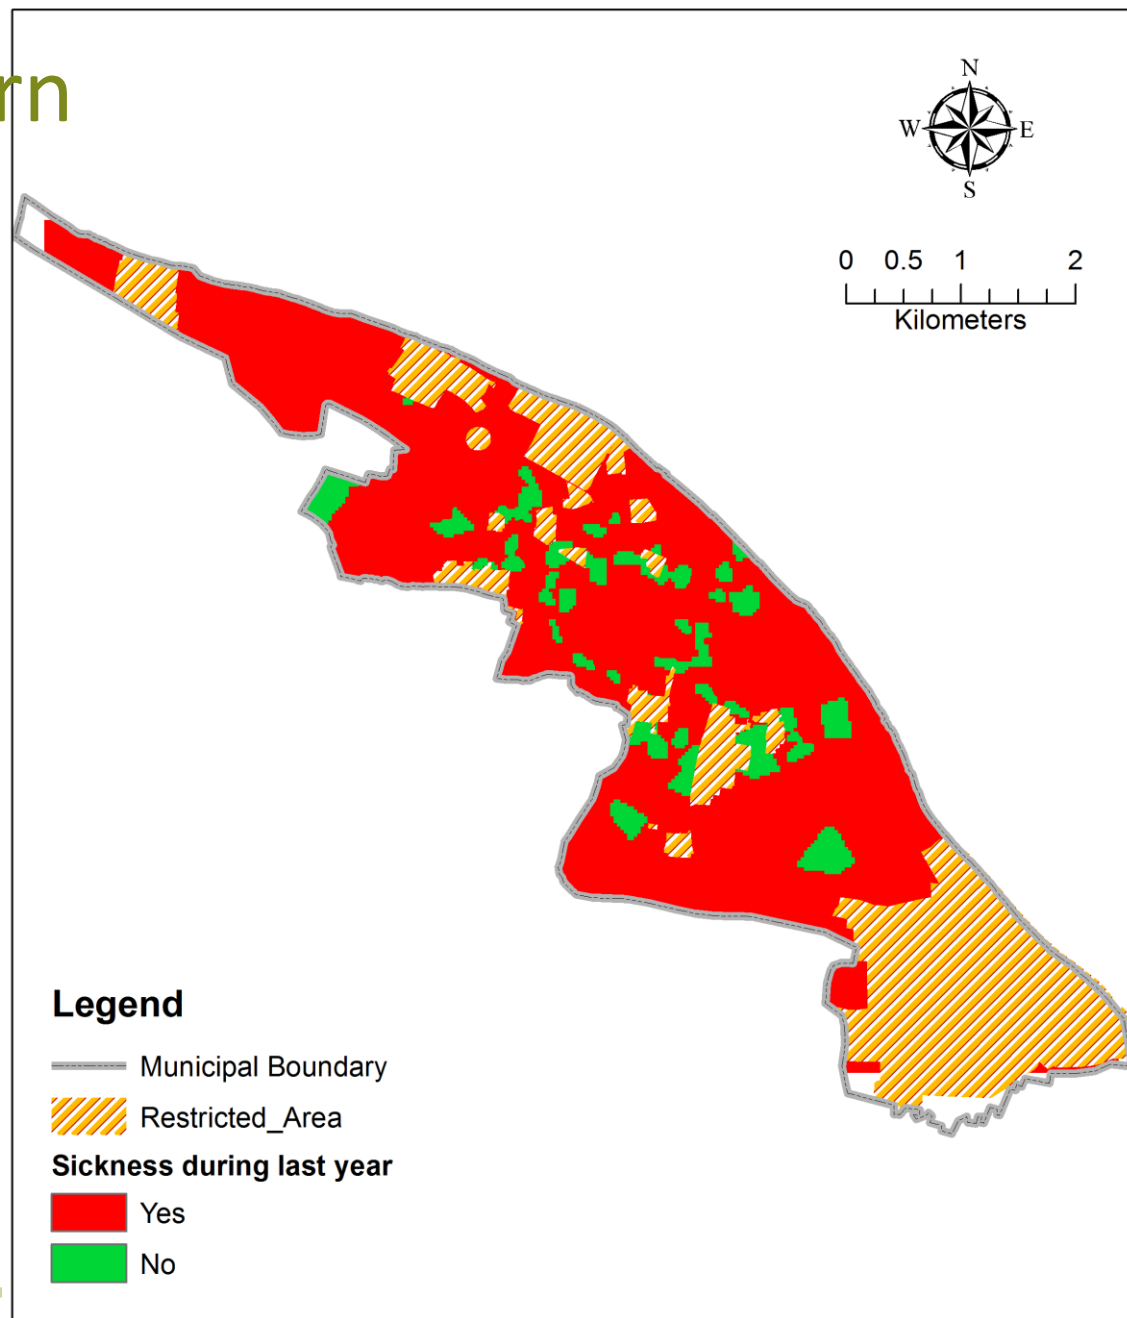 rn
N
W E
S
0 0.5 1 2
Kilometers
Legend
Municipal Boundary
Restricted_Area
Sickness during last year
Yes
No